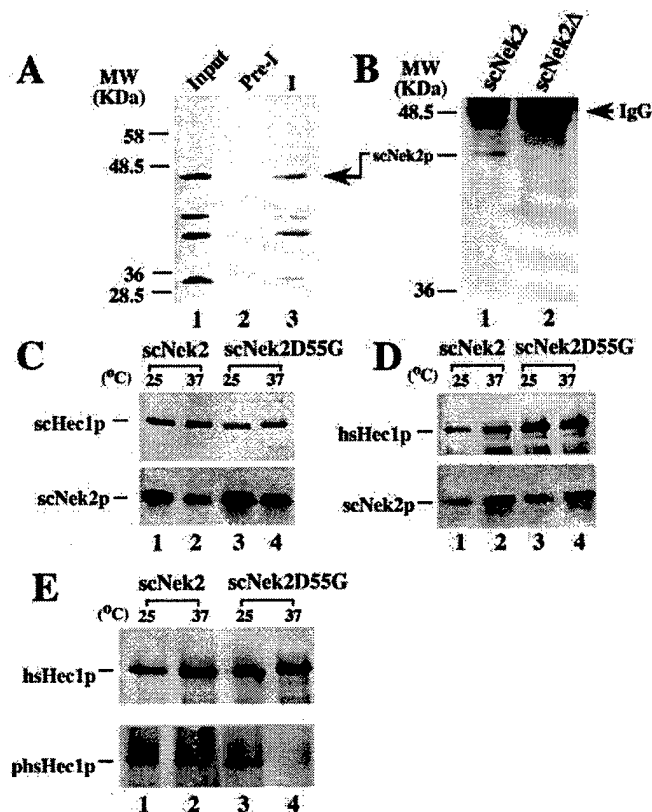 A
MW
(KDa)
Input
Pre-I
I
58
48.5
36
28.5
1 2 3
B
MW
(KDa)
scNek2
scNek2Δ
48.5
IgG
scNek2p
36
1 2
C
scNek2 scNek2D55G
(°C) 25 37 25 37
scHec1p
scNek2p
1 2 3 4
D
scNek2 scNek2D55G
(°C) 25 37 25 37
hsHec1p
scNek2p
1 2 3 4
E
scNek2 scNek2D55G
(°C) 25 37 25 37
hsHec1p
phsHec1p
1 2 3 4